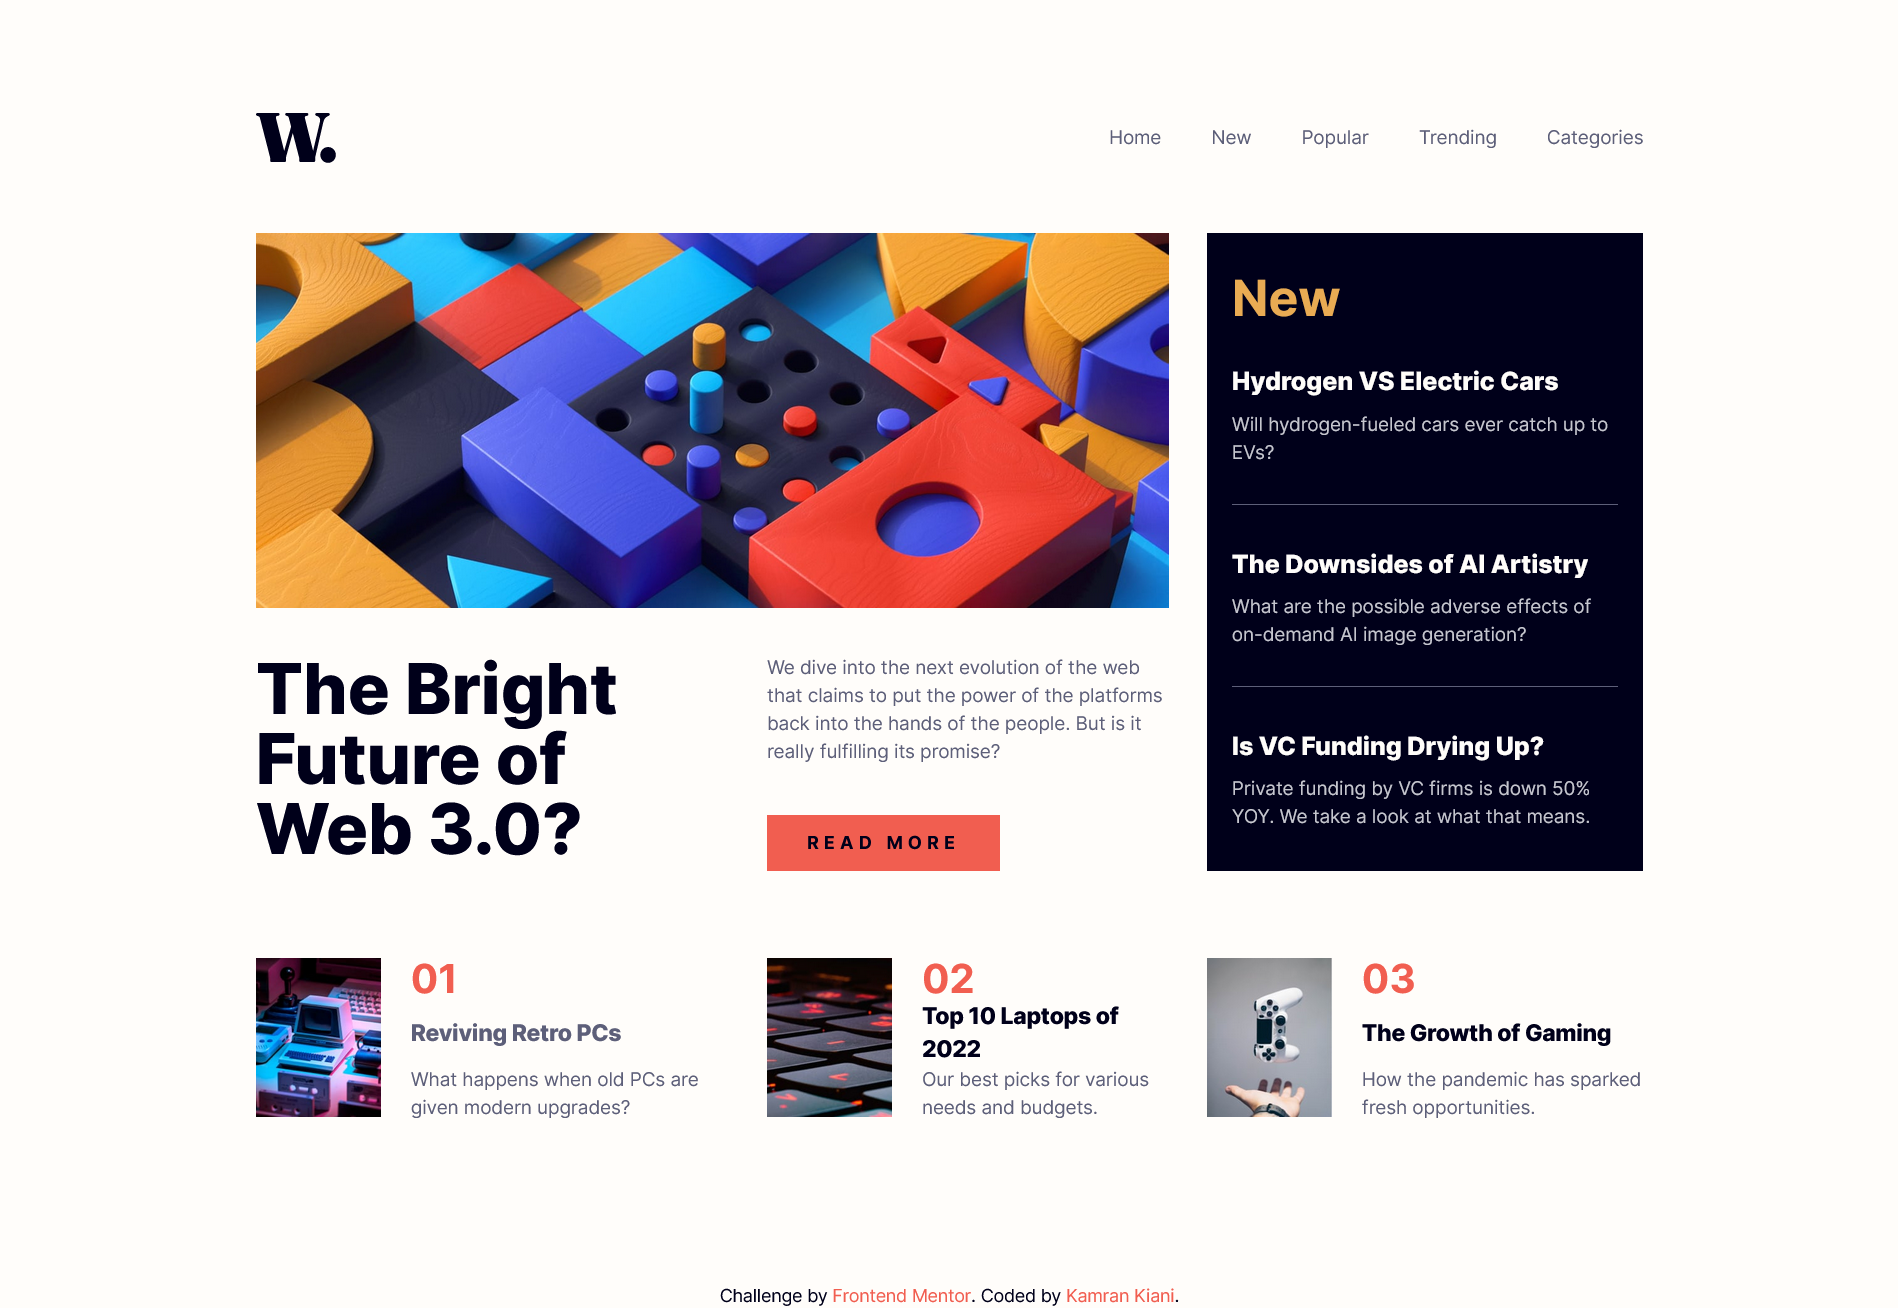 W.
Home New Popular Trending Categories
The Bright
Future of
Web 3.0?
We dive into the next evolution of the web
that claims to put the power of the platforms
back into the hands of the people. But is it
really fulfilling its promise?
READ MORE
New
Hydrogen VS Electric Cars
Will hydrogen-fueled cars ever catch up to
EVs?
The Downsides of AI Artistry
What are the possible adverse effects of
on-demand AI image generation?
Is VC Funding Drying Up?
Private funding by VC firms is down 50%
YOY. We take a look at what that means.
01
Reviving Retro PCs
What happens when old PCs are
given modern upgrades?
02
Top 10 Laptops of
2022
Our best picks for various
needs and budgets.
03
The Growth of Gaming
How the pandemic has sparked
fresh opportunities.
Challenge by Frontend Mentor. Coded by Kamran Kiani.